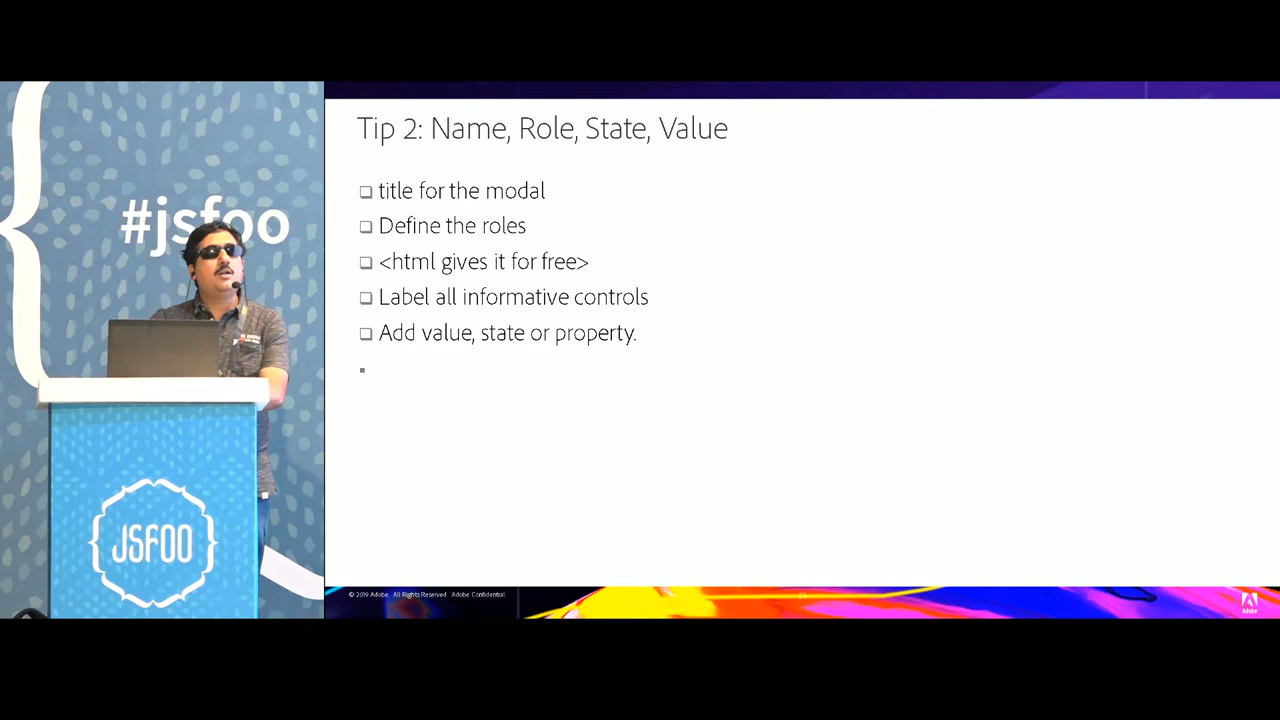 #jsfoo
JSFOO
Tip 2: Name, Role, State, Value
❑ title for the modal
❑ Define the roles
❑ <html gives it for free>
❑ Label all informative controls
❑ Add value, state or property.
▪
© 2019 Adobe. All Rights Reserved. Adobe Confidential.
23
Adobe